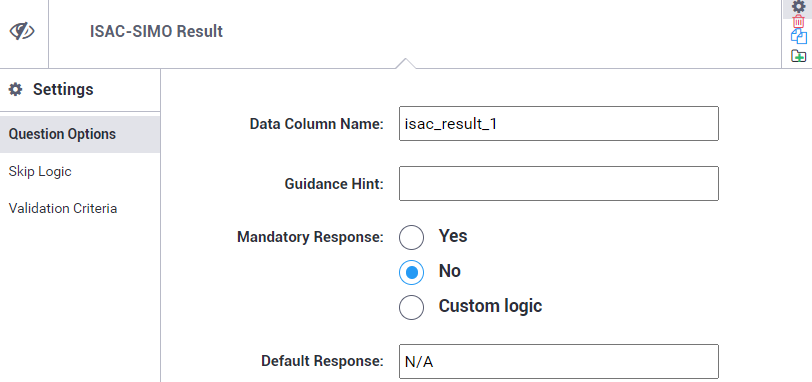 ISAC-SIMO Result
Settings
Question Options
Skip Logic
Validation Criteria
Data Column Name: isac_result_1
Guidance Hint:
Mandatory Response: Yes
No
Custom logic
Default Response: N/A